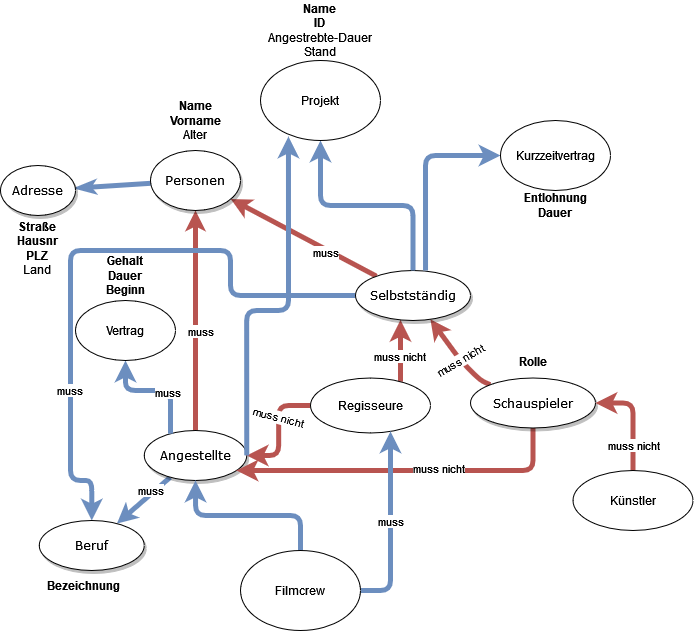 Name
ID
Angestrebte-Dauer
Stand
Projekt
Name
Vorname
Alter
Kurzzeitvertrag
Entlohnung
Dauer
Personen
Adresse
Straße
Hausnr
PLZ
Land
muss
Gehalt
Dauer
Beginn
Selbstständig
Vertrag
muss
muss nicht
muss nicht
Rolle
muss
muss
Regisseure
Schauspieler
muss nicht
muss nicht
Angestellte
muss nicht
muss
Künstler
muss
Beruf
Bezeichnung
Filmcrew